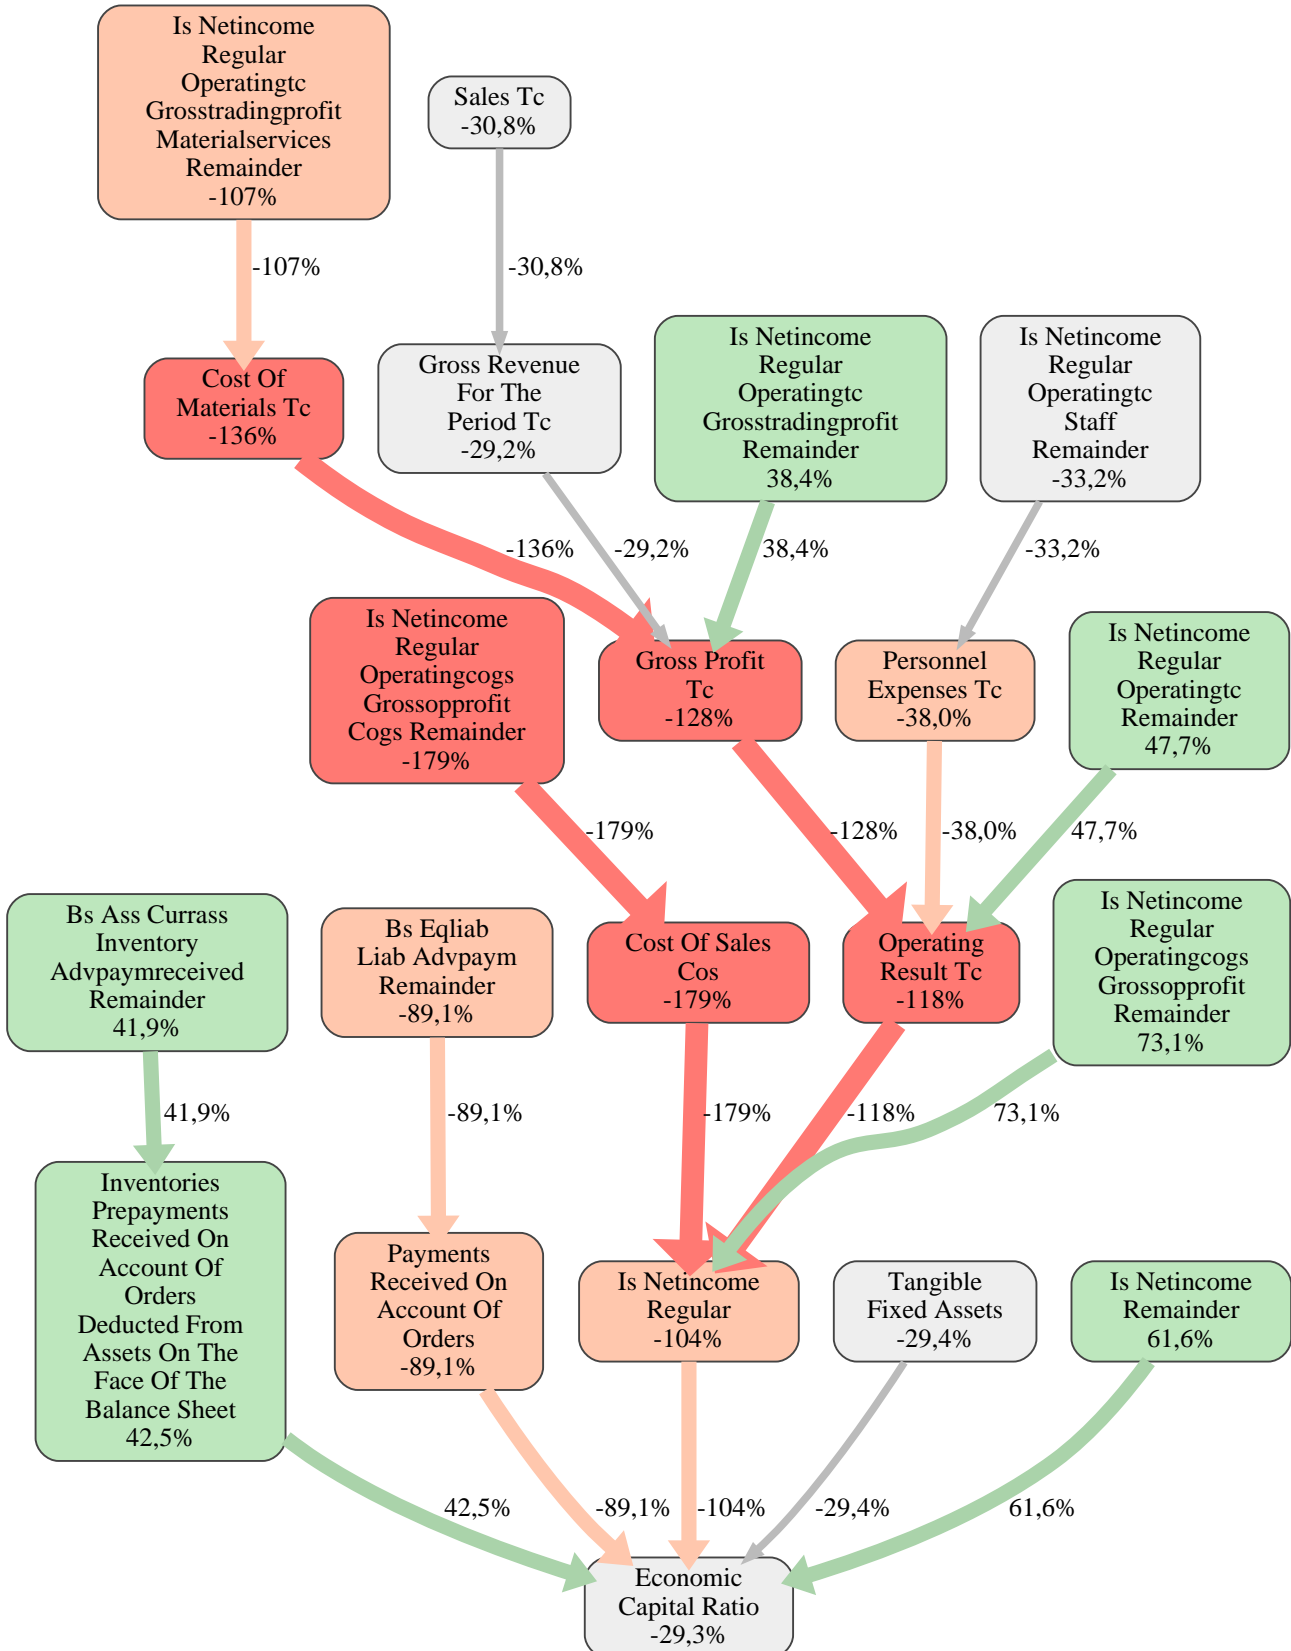 Is Netincome
Regular
Operatingtc
Grosstradingprofit
Materialservices
Remainder
-107%
Sales Tc
-30,8%
-107%
-30,8%
Cost Of
Materials Tc
-136%
Gross Revenue
For The
Period Tc
-29,2%
Is Netincome
Regular
Operatingtc
Grosstradingprofit
Remainder
38,4%
Is Netincome
Regular
Operatingtc
Staff
Remainder
-33,2%
-136%
-29,2%
38,4%
-33,2%
Is Netincome
Regular
Operatingcogs
Grossopprofit
Cogs Remainder
-179%
Gross Profit
Tc
-128%
Personnel
Expenses Tc
-38,0%
Is Netincome
Regular
Operatingtc
Remainder
47,7%
-179%
-128%
-38,0%
47,7%
Bs Ass Currass
Inventory
Advpaymreceived
Remainder
41,9%
Bs Eqliab
Liab Advpaym
Remainder
-89,1%
Cost Of Sales
Cos
-179%
Operating
Result Tc
-118%
Is Netincome
Regular
Operatingcogs
Grossopprofit
Remainder
73,1%
41,9%
-89,1%
-179%
-118%
73,1%
Inventories
Prepayments
Received On
Account Of
Orders
Deducted From
Assets On The
Face Of The
Balance Sheet
42,5%
Payments
Received On
Account Of
Orders
-89,1%
Is Netincome
Regular
-104%
Tangible
Fixed Assets
-29,4%
Is Netincome
Remainder
61,6%
42,5%
-89,1%
-104%
-29,4%
61,6%
Economic
Capital Ratio
-29,3%